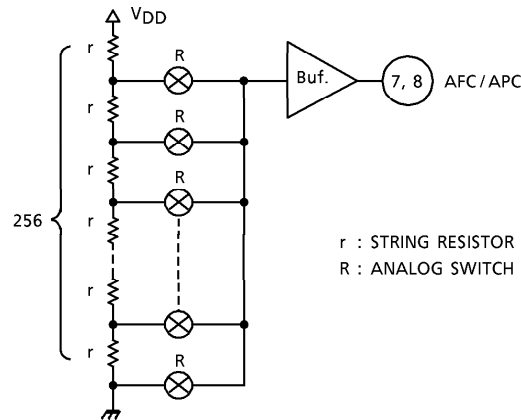 VDD
r
R
Buf.
7, 8
AFC/APC
r
R
r
R
256
r
r : STRING RESISTOR
R : ANALOG SWITCH
r
r
R